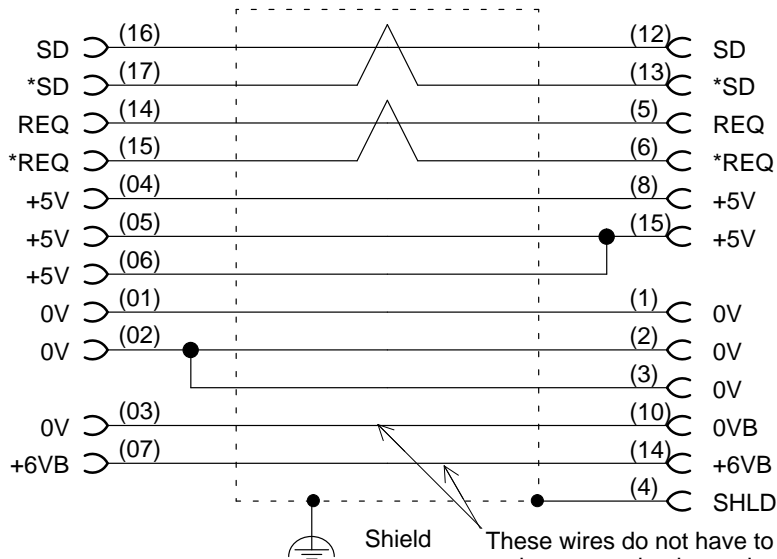 SD (16) (12) SD
*SD (17) (13) *SD
REQ (14) (5) REQ
*REQ (15) (6) *REQ
+5V (04) (8) +5V
+5V (05) (15) +5V
+5V (06)
0V (01) (1) 0V
0V (02) (2) 0V
(3) 0V
0V (03) (10) 0VB
+6VB (07) (14) +6VB
(4) SHLD
Shield These wires do not have to